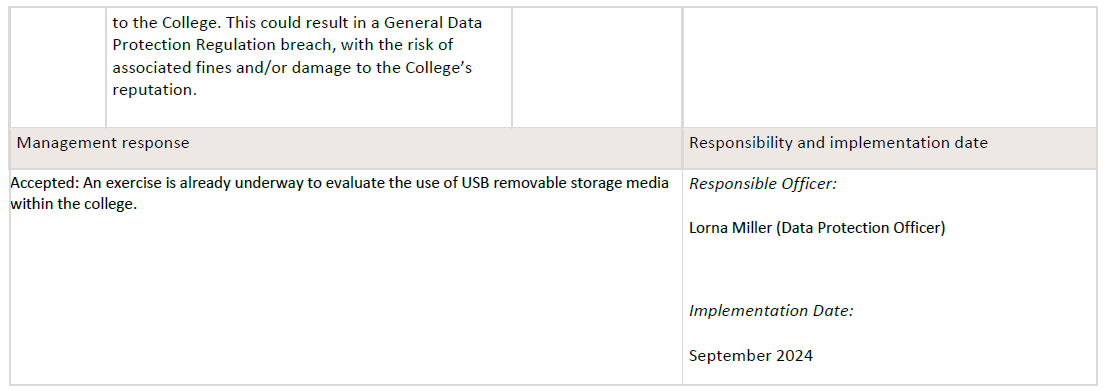 to the College. This could result in a General Data
Protection Regulation breach, with the risk of
associated fines and/or damage to the College’s
reputation.
Management response
Responsibility and implementation date
Accepted: An exercise is already underway to evaluate the use of USB removable storage media
within the college.
Responsible Officer:
Lorna Miller (Data Protection Officer)
Implementation Date:
September 2024